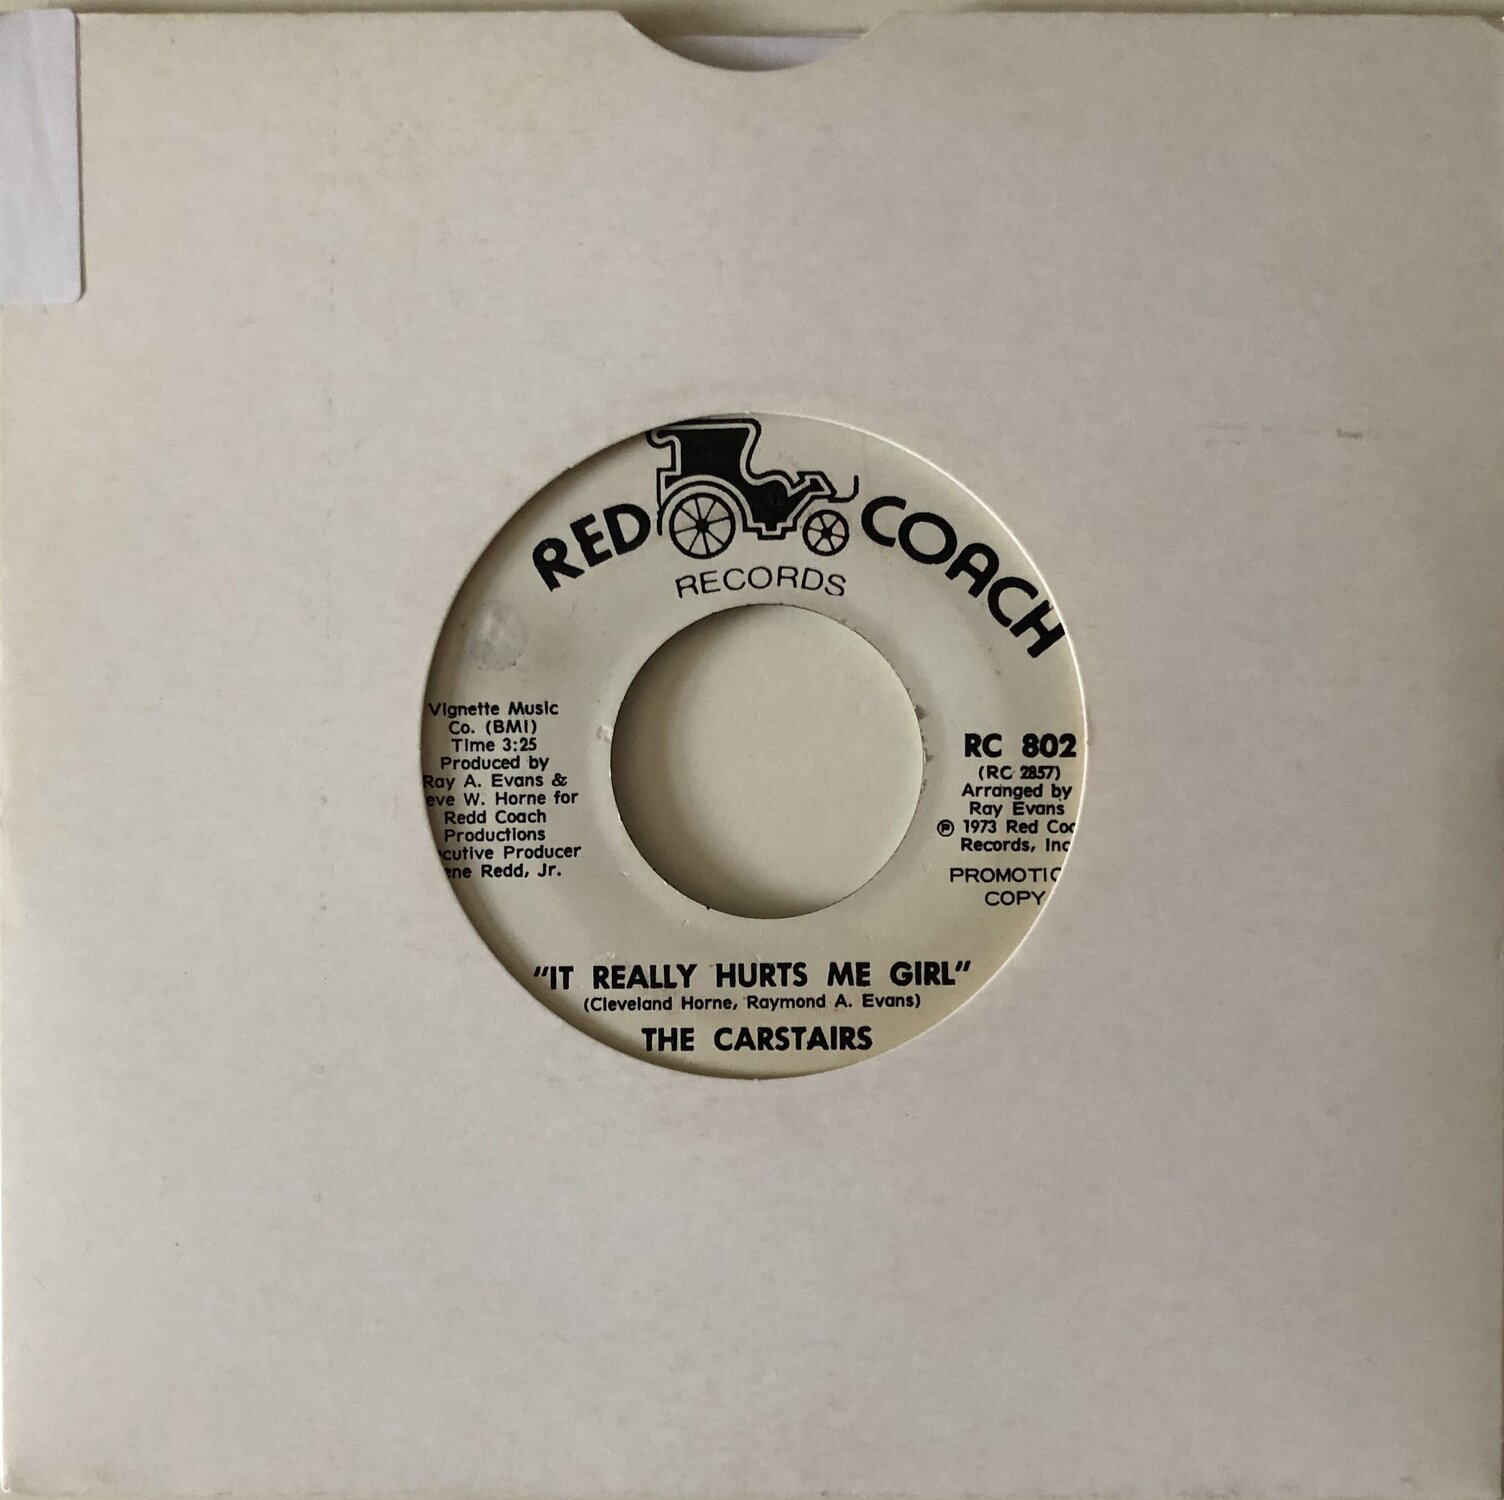 RED COACH
RECORDS
Vignette Music
Co. (BMI)
Time 3:25
Produced by
Ray A. Evans &
eve W. Horne for
Redd Coach
Productions
cutive Producer
ene Redd, Jr.
RC 802
(RC 2857)
Arranged by
Ray Evans
℗ 1973 Red Coa
Records, Inc
PROMOTIO
COPY
"IT REALLY HURTS ME GIRL"
(Cleveland Horne, Raymond A. Evans)
THE CARSTAIRS